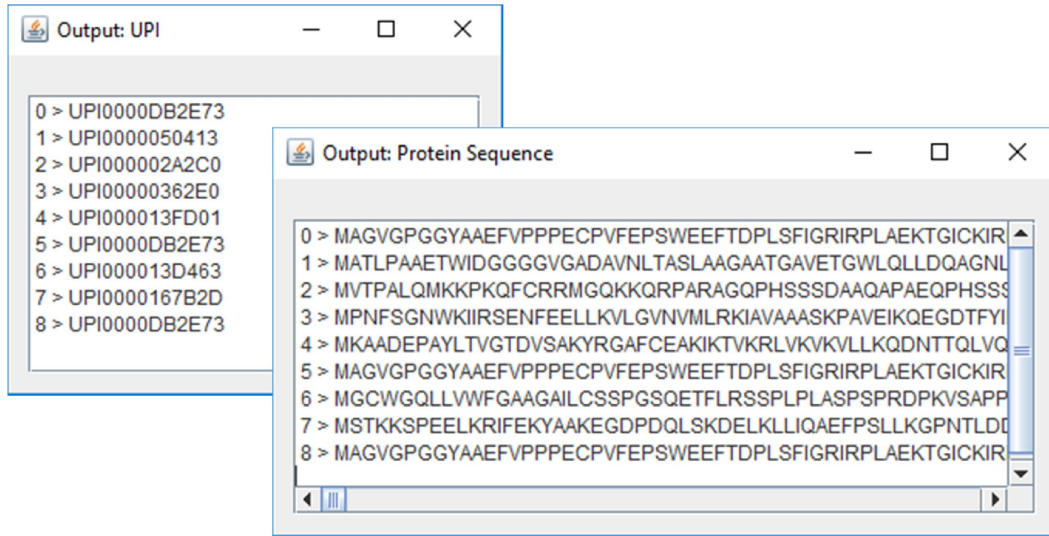 Output: UPI
0 > UPI0000DB2E73
1 > UPI0000050413
2 > UPI000002A2C0
3 > UPI00000362E0
4 > UPI000013FD01
5 > UPI0000DB2E73
6 > UPI000013D463
7 > UPI0000167B2D
8 > UPI0000DB2E73
Output: Protein Sequence
0 > MAGVGPGGYAAEFVPPPECPVFEPSWEEFTDPLSFIGRIRPLAEKTGICKIR
1 > MATLPAAETWIDGGGGVGADAVNLTASLAAGAATGAVETGWLQLLDQAGNL
2 > MVTPALQMKKPKQFCRRMGQKKQRPARAGQPHSSSDAAQAPAEQPHSSS
3 > MPNFSGNWKIIRSENFEELLKVLGVNVMLRKIAVAAASKPAVEIKQEGDTFYI
4 > MKAADEPAYLTVGTDVSAKYRGAFCEAKIKTVKRLVKVKVLLKQDNTTQLVQ
5 > MAGVGPGGYAAEFVPPPECPVFEPSWEEFTDPLSFIGRIRPLAEKTGICKIR
6 > MGCWGQLLVWFGAAGAILCSSPGSQETFLRSSPLPLASPSPRDPKVSAPP
7 > MSTKKSPEELKRIFEKYAAKEGDPDQLSKDELKLLIQAEFPSLLKGPNTLDD
8 > MAGVGPGGYAAEFVPPPECPVFEPSWEEFTDPLSFIGRIRPLAEKTGICKIR